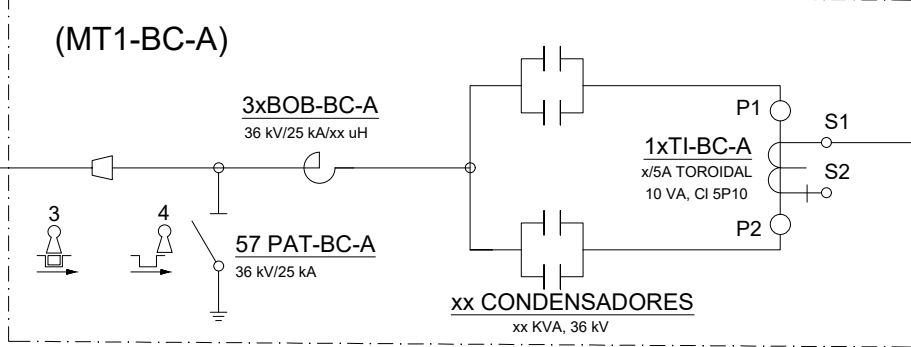 (MT1-BC-A)
3xBOB-BC-A
36 kV/25 kA/xx uH
P1
S1
1xTI-BC-A
x/5A TOROIDAL
10 VA, Cl 5P10
S2
P2
3
4
57 PAT-BC-A
36 kV/25 kA
xx CONDENSADORES
xx KVA, 36 kV